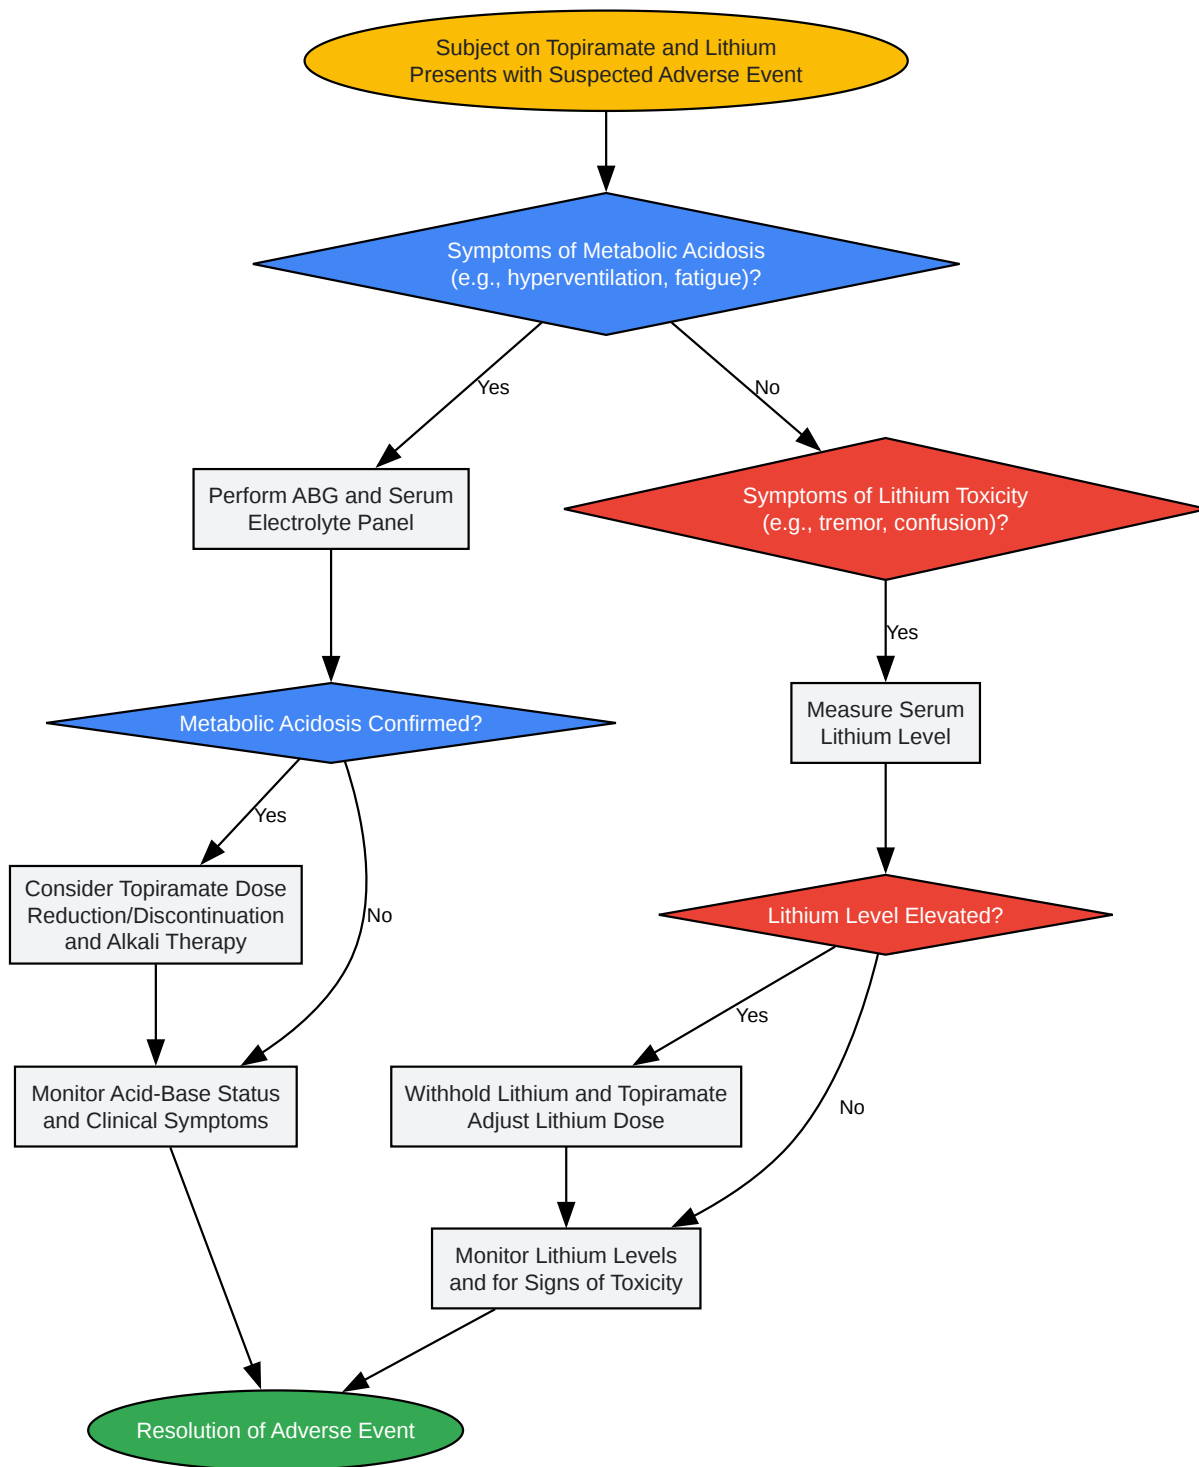 Subject on Topiramate and Lithium
Presents with Suspected Adverse Event
Symptoms of Metabolic Acidosis
(e.g., hyperventilation, fatigue)?
Yes
No
Perform ABG and Serum
Electrolyte Panel
Symptoms of Lithium Toxicity
(e.g., tremor, confusion)?
Yes
Metabolic Acidosis Confirmed?
Measure Serum
Lithium Level
Yes
No
Consider Topiramate Dose
Reduction/Discontinuation
and Alkali Therapy
Lithium Level Elevated?
Yes
No
Monitor Acid-Base Status
and Clinical Symptoms
Withhold Lithium and Topiramate
Adjust Lithium Dose
Monitor Lithium Levels
and for Signs of Toxicity
Resolution of Adverse Event